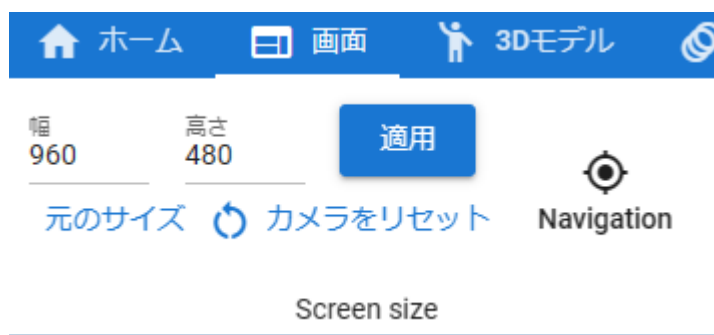 ホーム 画面 3Dモデル
幅 高さ
960 480 適用
元のサイズ カメラをリセット Navigation
Screen size